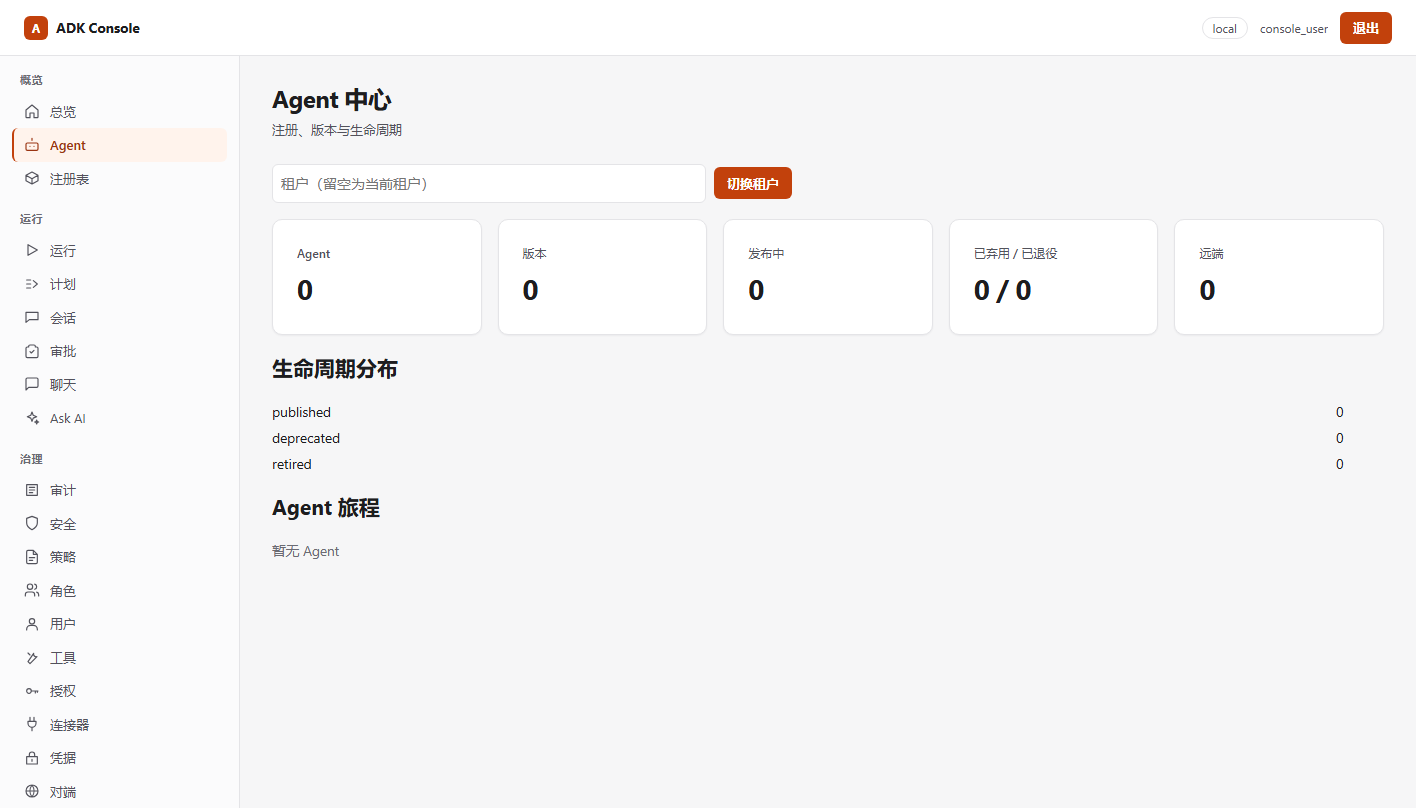 A ADK Console
local console_user 退出
概览
总览
Agent
注册表
运行
运行
计划
会话
审批
聊天
Ask AI
治理
审计
安全
策略
角色
用户
工具
授权
连接器
凭据
对端
Agent 中心
注册、版本与生命周期
租户（留空为当前租户） 切换租户
Agent 版本 发布中 已弃用 / 已退役 远端
0 0 0 0 / 0 0
生命周期分布
published 0
deprecated 0
retired 0
Agent 旅程
暂无 Agent